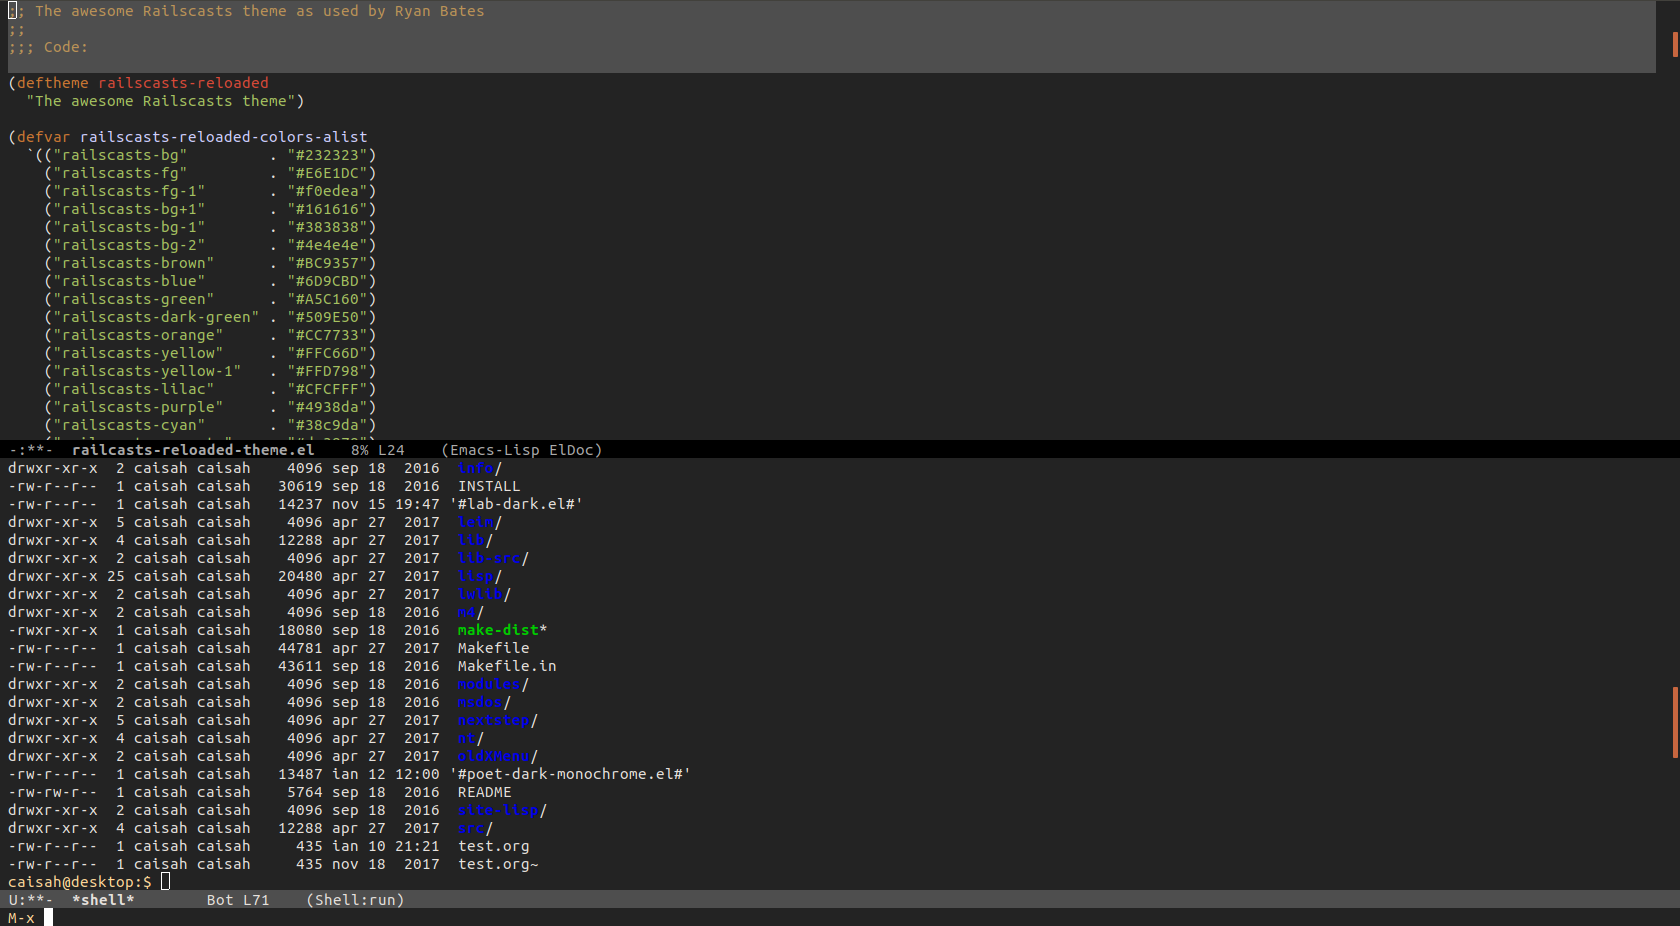 ;; The awesome Railscasts theme as used by Ryan Bates
;;
;;; Code:
(deftheme railscasts-reloaded
  "The awesome Railscasts theme")
(defvar railscasts-reloaded-colors-alist
  `(("railscasts-bg"         . "#232323")
    ("railscasts-fg"         . "#E6E1DC")
    ("railscasts-fg-1"       . "#f0edea")
    ("railscasts-bg+1"       . "#161616")
    ("railscasts-bg-1"       . "#383838")
    ("railscasts-bg-2"       . "#4e4e4e")
    ("railscasts-brown"      . "#BC9357")
    ("railscasts-blue"       . "#6D9CBD")
    ("railscasts-green"      . "#A5C160")
    ("railscasts-dark-green" . "#509E50")
    ("railscasts-orange"     . "#CC7733")
    ("railscasts-yellow"     . "#FFC66D")
    ("railscasts-yellow-1"   . "#FFD798")
    ("railscasts-lilac"      . "#CFCFFF")
    ("railscasts-purple"     . "#4938da")
    ("railscasts-cyan"       . "#38c9da")
-:**-  railcasts-reloaded-theme.el    8% L24    (Emacs-Lisp ElDoc)
drwxr-xr-x  2 caisah caisah    4096 sep 18  2016  info/
-rw-r--r--  1 caisah caisah   30619 sep 18  2016  INSTALL
-rw-r--r--  1 caisah caisah   14237 nov 15 19:47 '#lab-dark.el#'
drwxr-xr-x  5 caisah caisah    4096 apr 27  2017  leim/
drwxr-xr-x  4 caisah caisah   12288 apr 27  2017  lib/
drwxr-xr-x  2 caisah caisah    4096 apr 27  2017  lib-src/
drwxr-xr-x 25 caisah caisah   20480 apr 27  2017  lisp/
drwxr-xr-x  2 caisah caisah    4096 apr 27  2017  lwlib/
drwxr-xr-x  2 caisah caisah    4096 sep 18  2016  m4/
-rwxr-xr-x  1 caisah caisah   18080 sep 18  2016  make-dist*
-rw-r--r--  1 caisah caisah   44781 apr 27  2017  Makefile
-rw-r--r--  1 caisah caisah   43611 sep 18  2016  Makefile.in
drwxr-xr-x  2 caisah caisah    4096 sep 18  2016  modules/
drwxr-xr-x  2 caisah caisah    4096 sep 18  2016  msdos/
drwxr-xr-x  5 caisah caisah    4096 apr 27  2017  nextstep/
drwxr-xr-x  4 caisah caisah    4096 apr 27  2017  nt/
drwxr-xr-x  2 caisah caisah    4096 apr 27  2017  oldXMenu/
-rw-r--r--  1 caisah caisah   13487 ian 12 12:00 '#poet-dark-monochrome.el#'
-rw-rw-r--  1 caisah caisah    5764 sep 18  2016  README
drwxr-xr-x  2 caisah caisah    4096 sep 18  2016  site-lisp/
drwxr-xr-x  4 caisah caisah   12288 apr 27  2017  src/
-rw-r--r--  1 caisah caisah     435 ian 10 21:21  test.org
-rw-r--r--  1 caisah caisah     435 nov 18  2017  test.org~
caisah@desktop:$
U:**-  *shell*        Bot L71    (Shell:run)
M-x